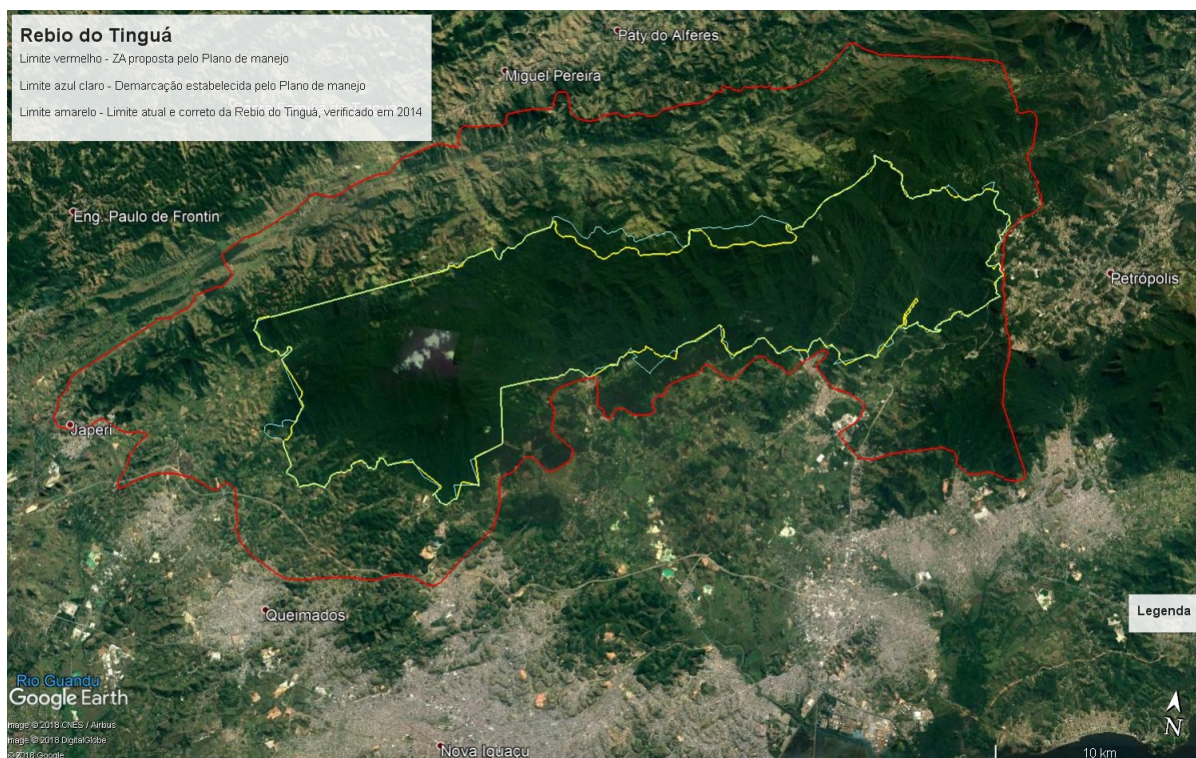 Rebio do Tinguá
Limite vermelho - ZA proposta pelo Plano de manejo
Limite azul claro - Demarcação estabelecida pelo Plano de manejo
Limite amarelo - Limite atual e correto da Rebio do Tinguá, verificado em 2014
Paty do Alferes
Miguel Pereira
Eng. Paulo de Frontin
Petrópolis
Japeri
Legenda
Queimados
Rio Guandu
Google Earth
Image © 2018 CNES / Airbus
Image © 2018 DigitalGlobe
© 2018 Google
Nova Iguaçu
N
10 km